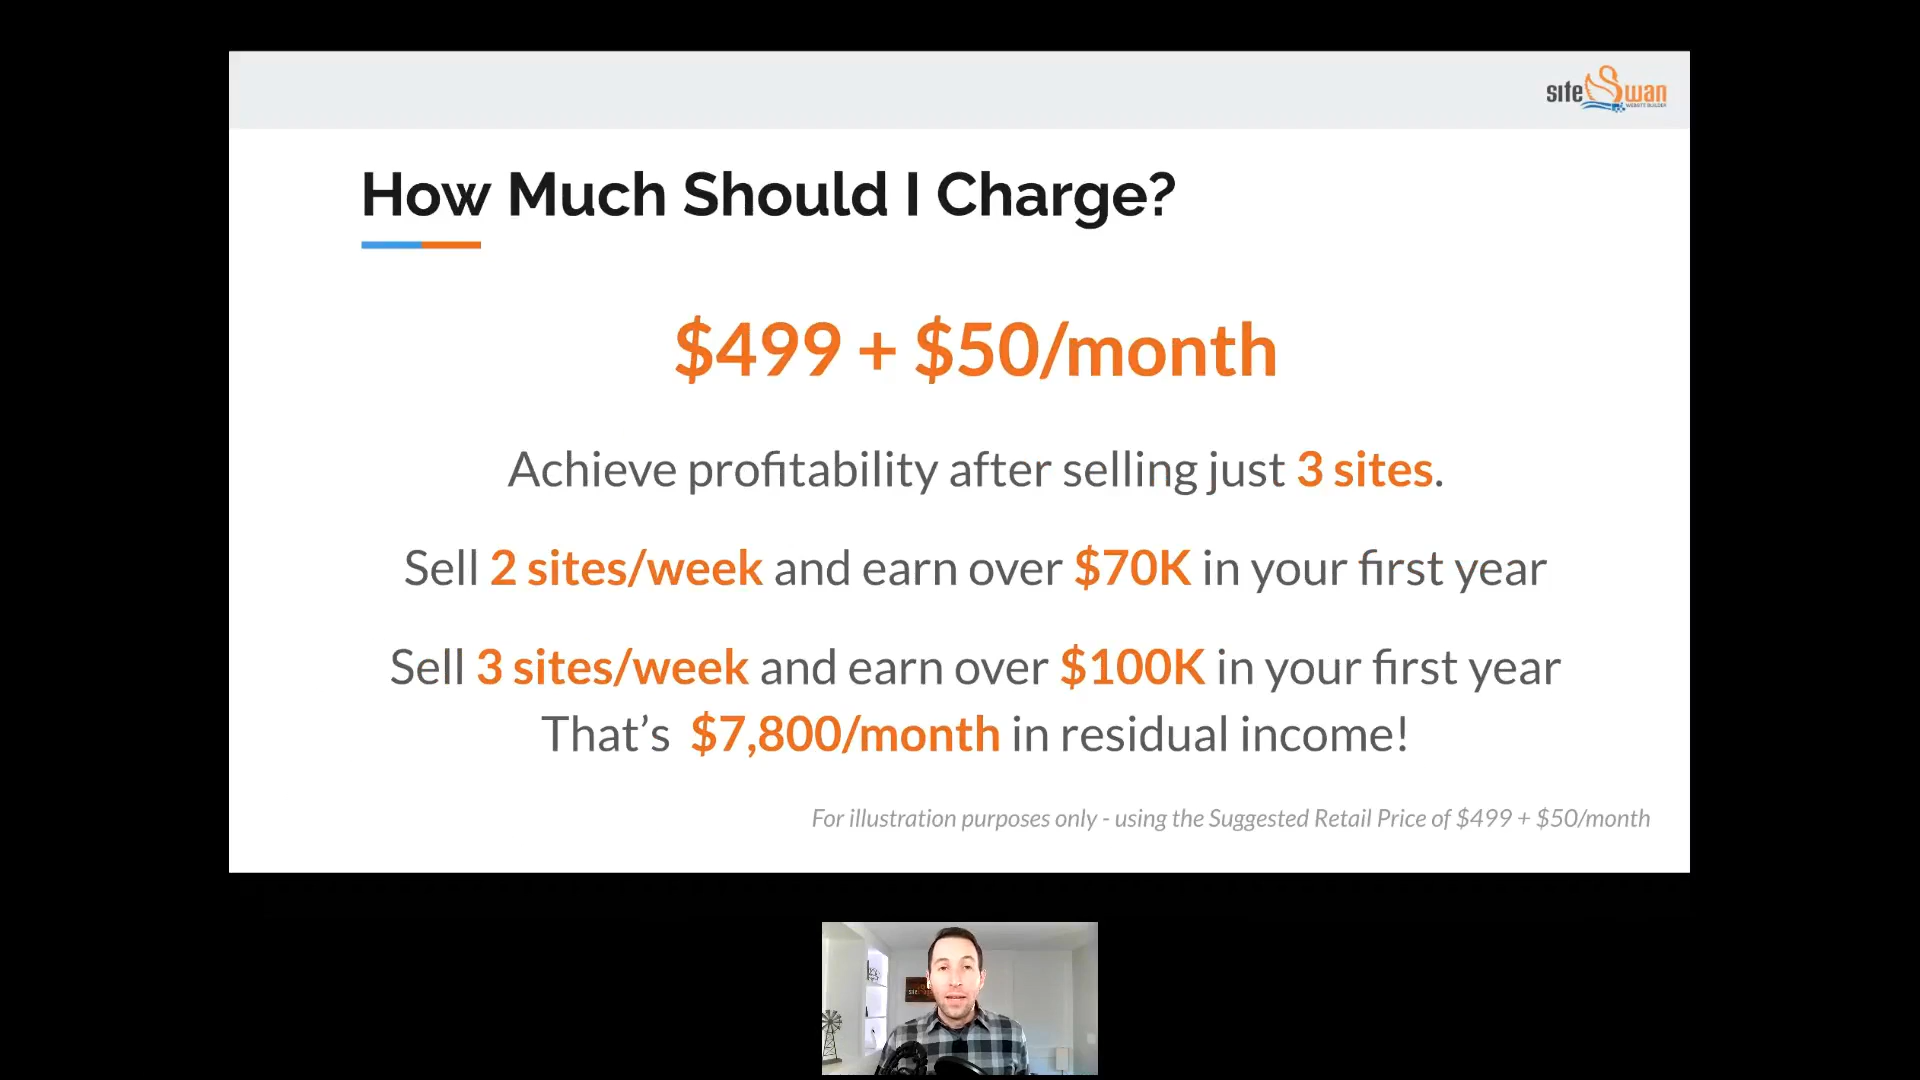 siteSwan
WEBSITE BUILDER
How Much Should I Charge?
$499 + $50/month
Achieve profitability after selling just 3 sites.
Sell 2 sites/week and earn over $70K in your first year
Sell 3 sites/week and earn over $100K in your first year
That's $7,800/month in residual income!
For illustration purposes only - using the Suggested Retail Price of $499 + $50/month